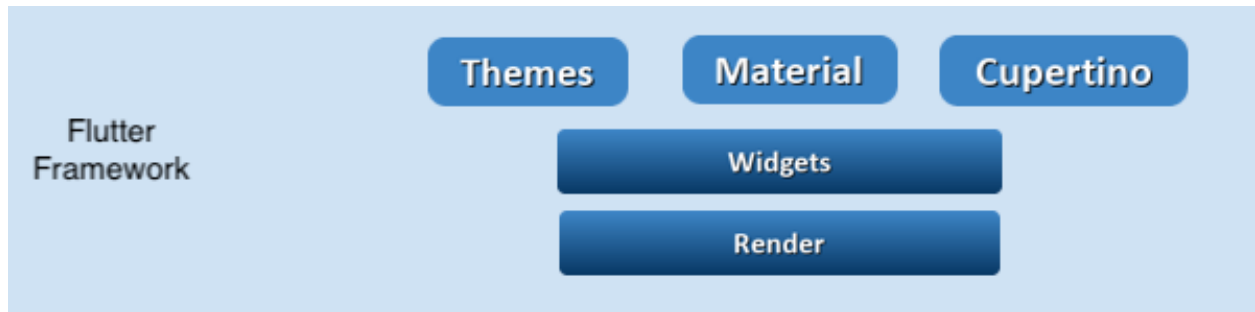 Flutter
Framework
Themes
Material
Cupertino
Widgets
Render